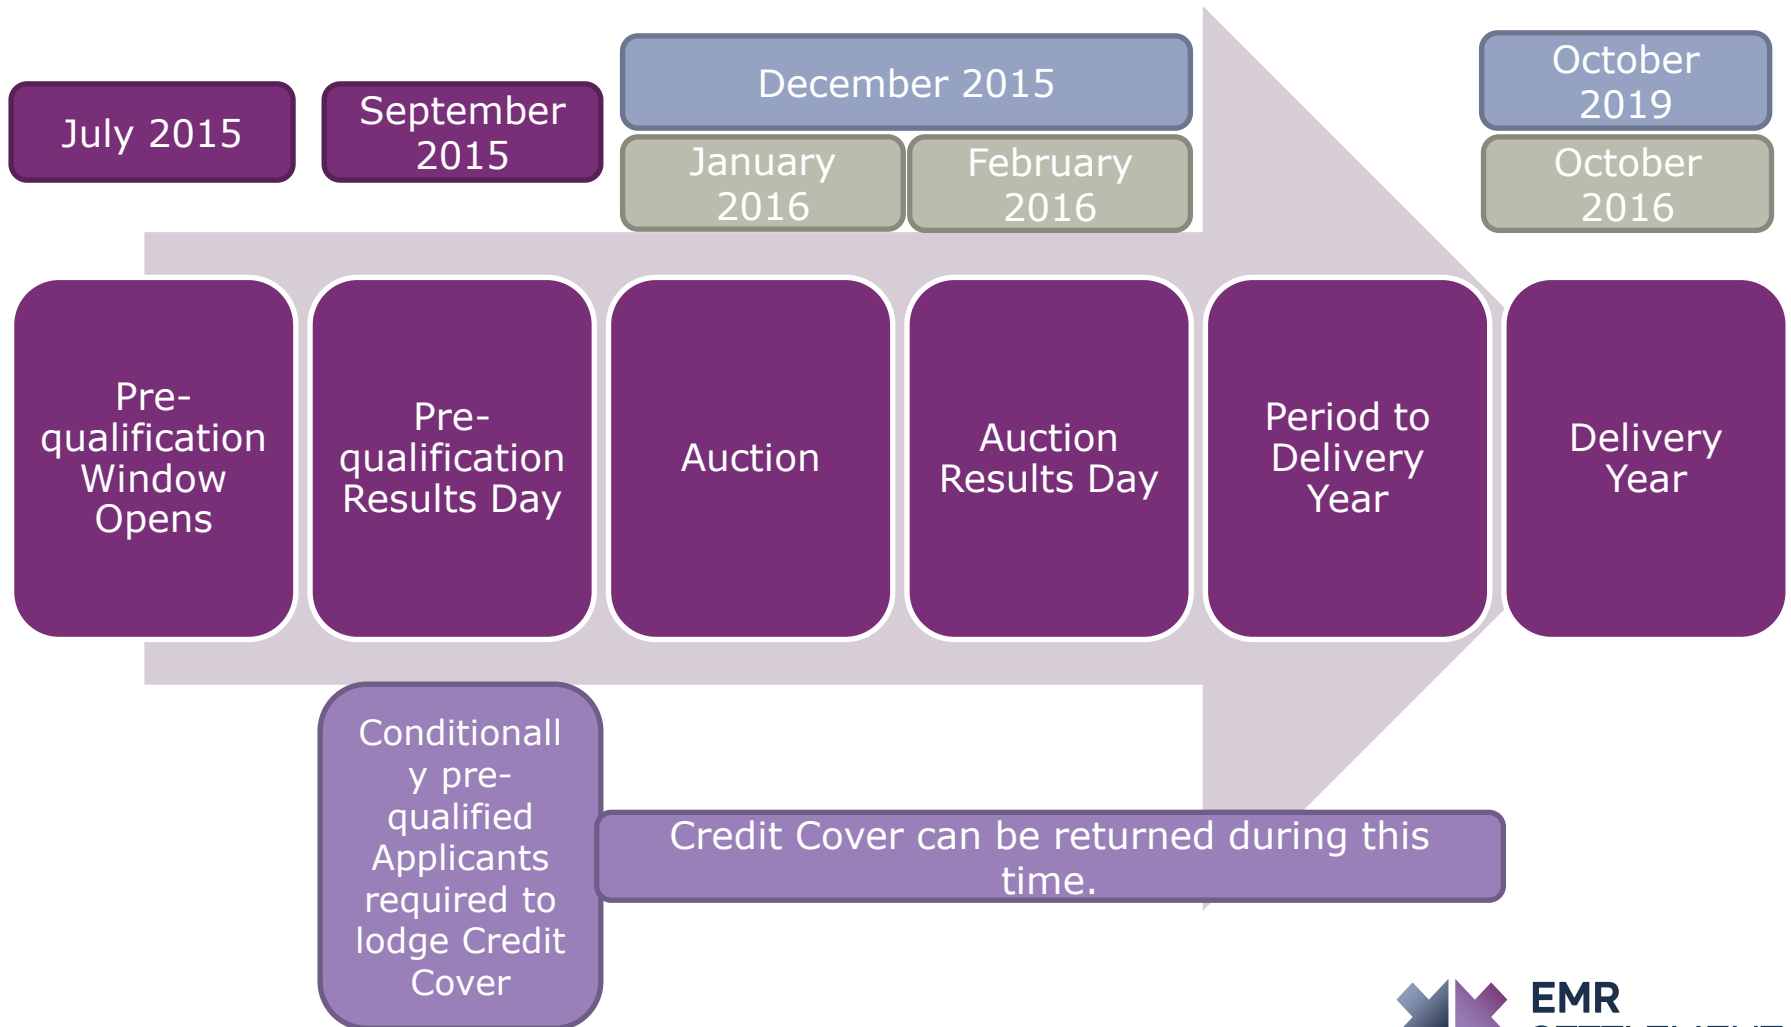 July 2015
September
2015
December 2015
January
2016
February
2016
October
2019
October
2016
Pre-
qualification
Window
Opens
Pre-
qualification
Results Day
Auction
Auction
Results Day
Period to
Delivery
Year
Delivery
Year
Conditionall
y pre-
qualified
Applicants
required to
lodge Credit
Cover
Credit Cover can be returned during this
time.
EMR